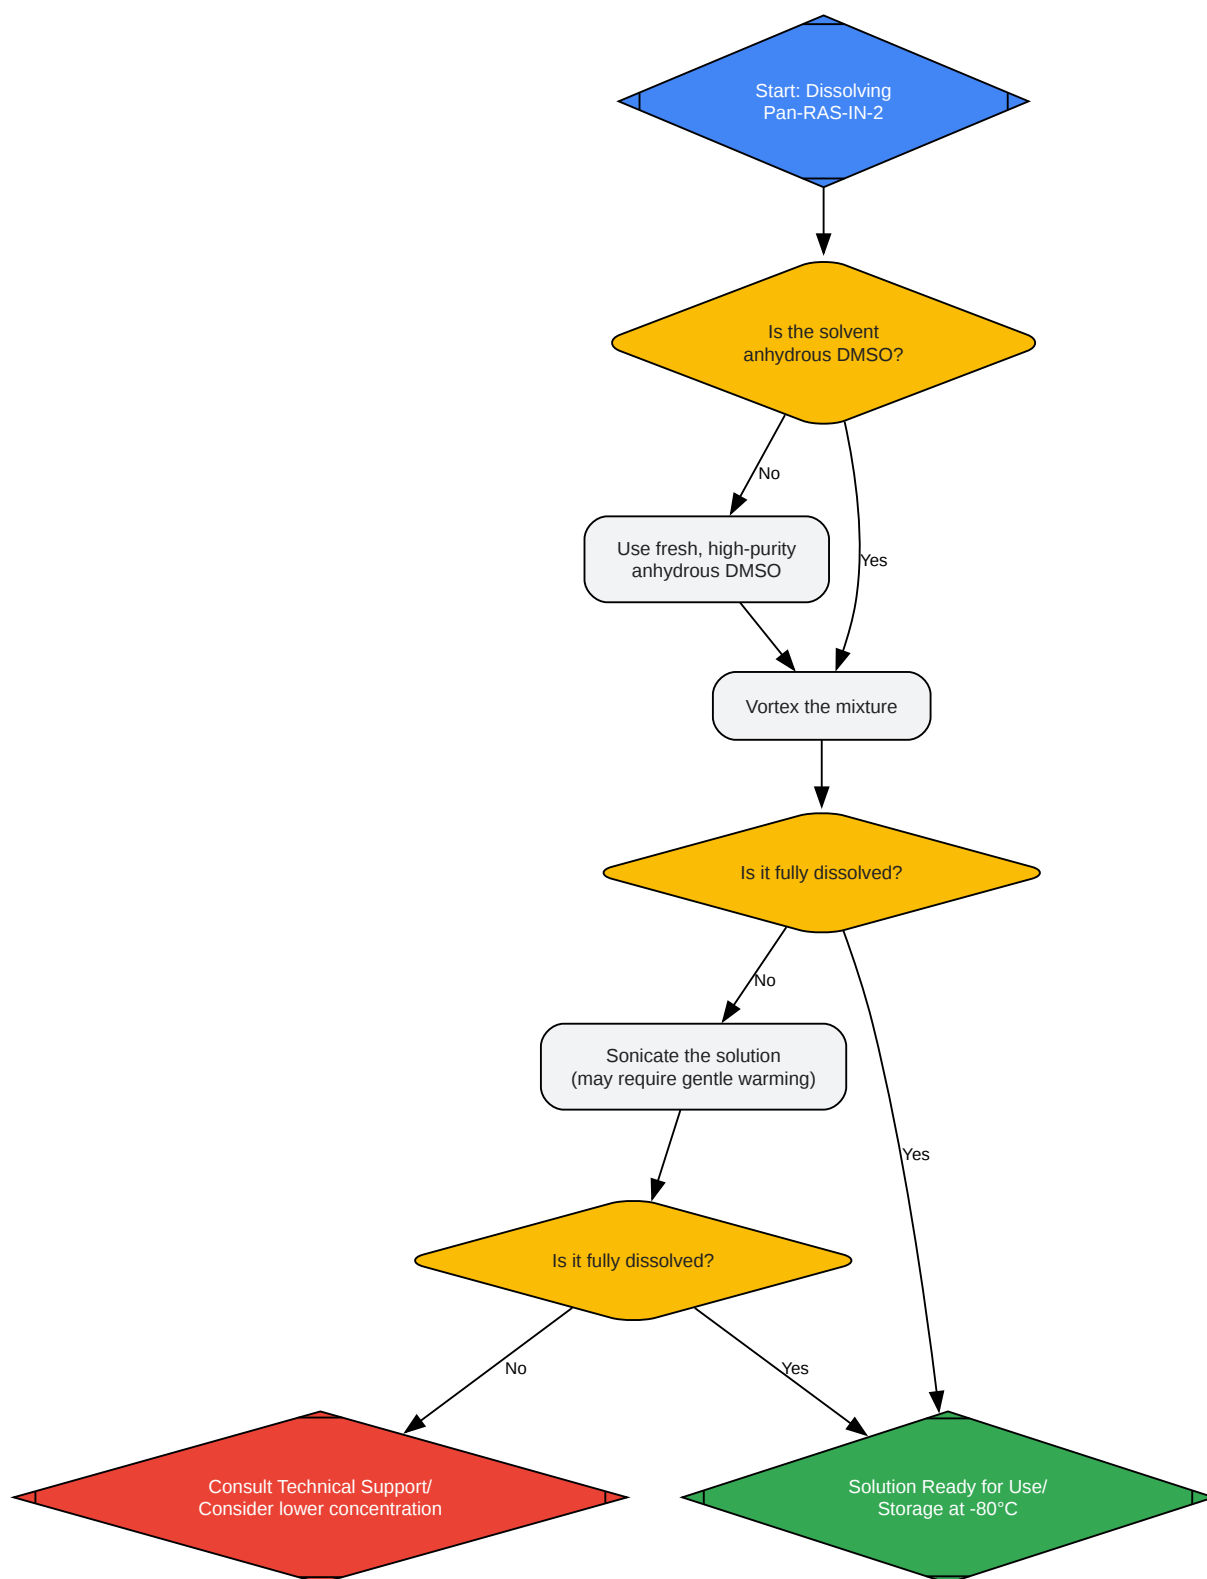 Start: Dissolving
Pan-RAS-IN-2
Is the solvent
anhydrous DMSO?
No
Use fresh, high-purity
anhydrous DMSO
Yes
Vortex the mixture
Is it fully dissolved?
No
Sonicate the solution
(may require gentle warming)
Yes
Is it fully dissolved?
No
Yes
Consult Technical Support/
Consider lower concentration
Solution Ready for Use/
Storage at -80°C